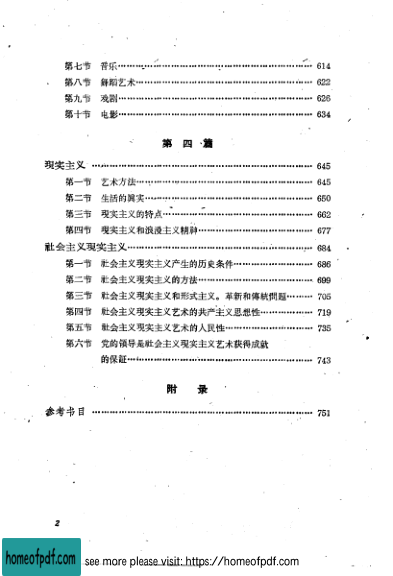 第七节 音乐 614
第八节 舞蹈艺术 622
第九节 戏剧 626
第十节 电影 634
第四篇
现实主义 645
第一节 艺术方法 645
第二节 生活的真实 650
第三节 现实主义的特点 662
第四节 现实主义和浪漫主义精神 677
社会主义现实主义 684
第一节 社会主义现实主义产生的历史条件 686
第二节 社会主义现实主义的方法 699
第三节 社会主义现实主义和形式主义。革新和傳統問題 705
第四节 社会主义现实主义艺术的共产主义思想性 719
第五节 社会主义现实主义艺术的人民性 735
第六节 党的领导是社会主义现实主义艺术获得成就
的保証 743
附录
参考书目 751
2
homeofpdf.com see more please visit: https://homeofpdf.com